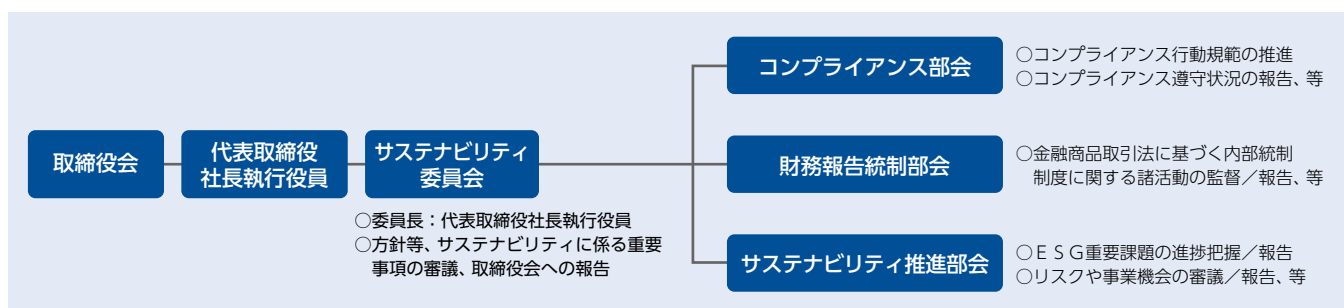 取締役会
代表取締役
社長執行役員
サステナビリティ
委員会
○委員長：代表取締役社長執行役員
○方針等、サステナビリティに係る重要
事項の審議、取締役会への報告
コンプライアンス部会
○コンプライアンス行動規範の推進
○コンプライアンス遵守状況の報告、等
財務報告統制部会
○金融商品取引法に基づく内部統制
制度に関する諸活動の監督／報告、等
サステナビリティ推進部会
○ＥＳＧ重要課題の進捗把握／報告
○リスクや事業機会の審議／報告、等